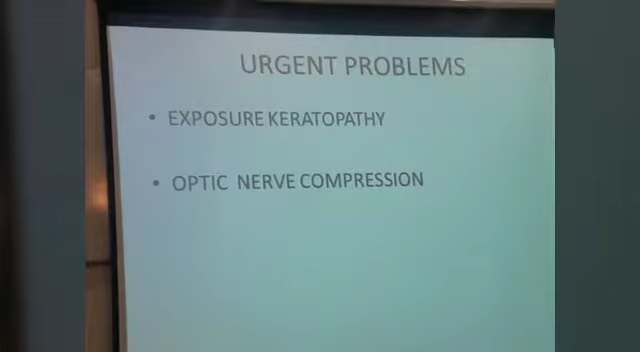 URGENT PROBLEMS
• EXPOSURE KERATOPATHY
• OPTIC NERVE COMPRESSION